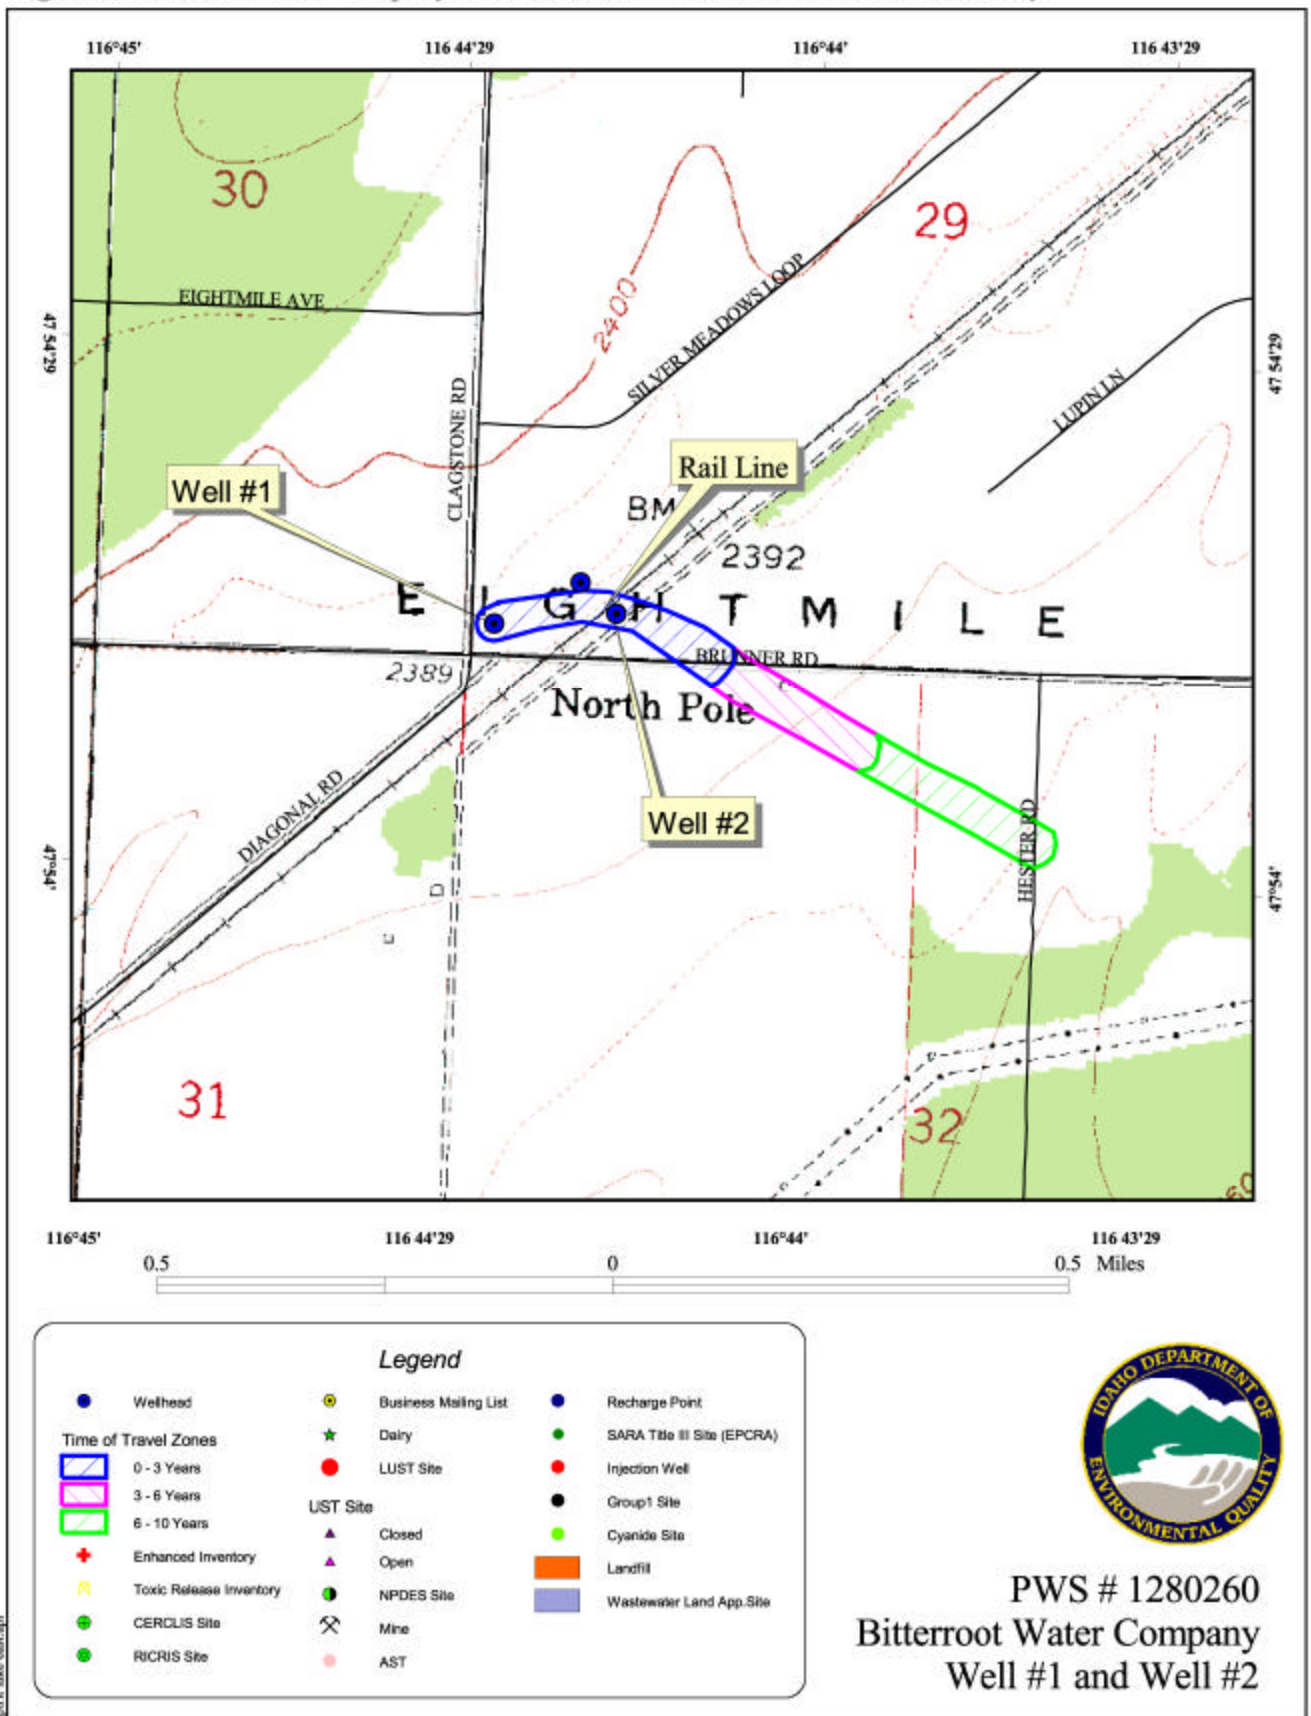 116°45' 116 44'29 116°44' 116 43'29
30
29
EIGHTMILE AVE
2400
SILVER MEADOWS LOOP
47 54'29
47 54'29
CLAGSTONE RD
LUPIN LN
Rail Line
Well #1
BM
2392
E I G H T M I L E
BRUNNER RD
2389
North Pole
DIAGONAL RD
Well #2
HESTER RD
47°54'
47°54'
31
32
116°45' 116 44'29 116°44' 116 43'29
0.5 0 0.5 Miles
Legend
Wellhead
Time of Travel Zones
0 - 3 Years
3 - 6 Years
6 - 10 Years
Enhanced Inventory
Toxic Release Inventory
CERCLIS Site
RICRIS Site
Business Mailing List
Dairy
LUST Site
UST Site
Closed
Open
NPDES Site
Mine
AST
Recharge Point
SARA Title III Site (EPCRA)
Injection Well
Group1 Site
Cyanide Site
Landfill
Wastewater Land App.Site
IDAHO DEPARTMENT OF
ENVIRONMENTAL QUALITY
PWS # 1280260
Bitterroot Water Company
Well #1 and Well #2